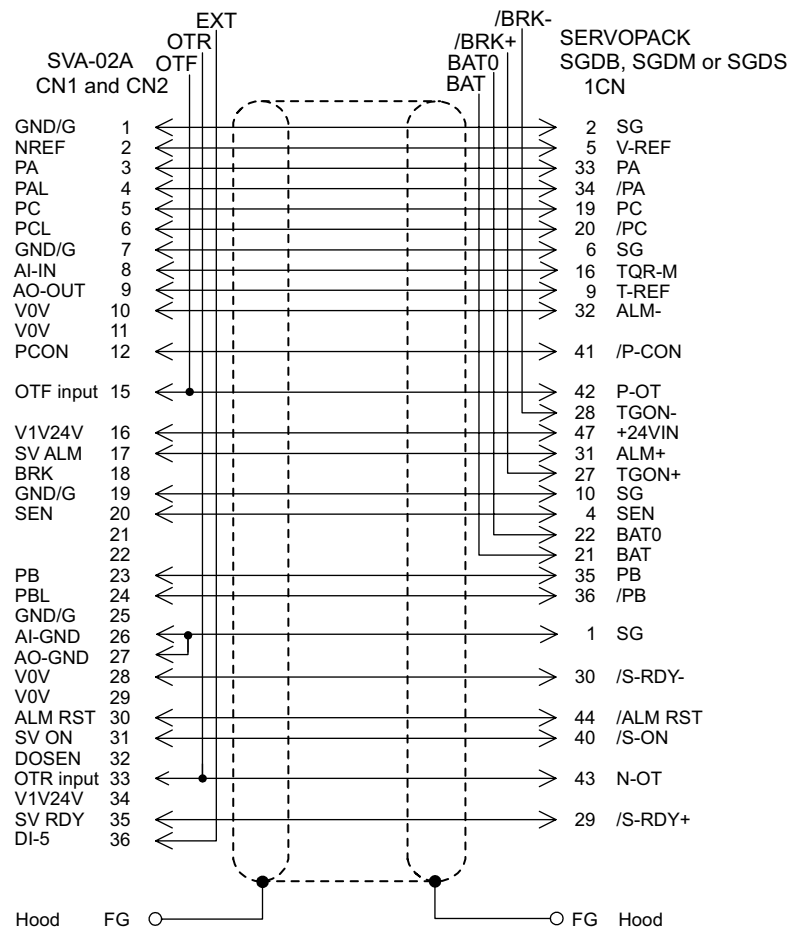 EXT
/BRK-
OTR
/BRK+
SERVOPACK
SVA-02A
OTF
BAT0
SGDB, SGDM or SGDS
CN1 and CN2
BAT
1CN
GND/G 1 2 SG
NREF 2 5 V-REF
PA 3 33 PA
PAL 4 34 /PA
PC 5 19 PC
PCL 6 20 /PC
GND/G 7 6 SG
AI-IN 8 16 TQR-M
AO-OUT 9 9 T-REF
V0V 10 32 ALM-
V0V 11
PCON 12 41 /P-CON
OTF input 15 42 P-OT
28 TGON-
V1V24V 16 47 +24VIN
SV ALM 17 31 ALM+
BRK 18 27 TGON+
GND/G 19 10 SG
SEN 20 4 SEN
21 22 BAT0
22 21 BAT
PB 23 35 PB
PBL 24 36 /PB
GND/G 25
AI-GND 26 1 SG
AO-GND 27
V0V 28 30 /S-RDY-
V0V 29
ALM RST 30 44 /ALM RST
SV ON 31 40 /S-ON
DOSEN 32
OTR input 33 43 N-OT
V1V24V 34
SV RDY 35 29 /S-RDY+
DI-5 36
Hood FG FG Hood